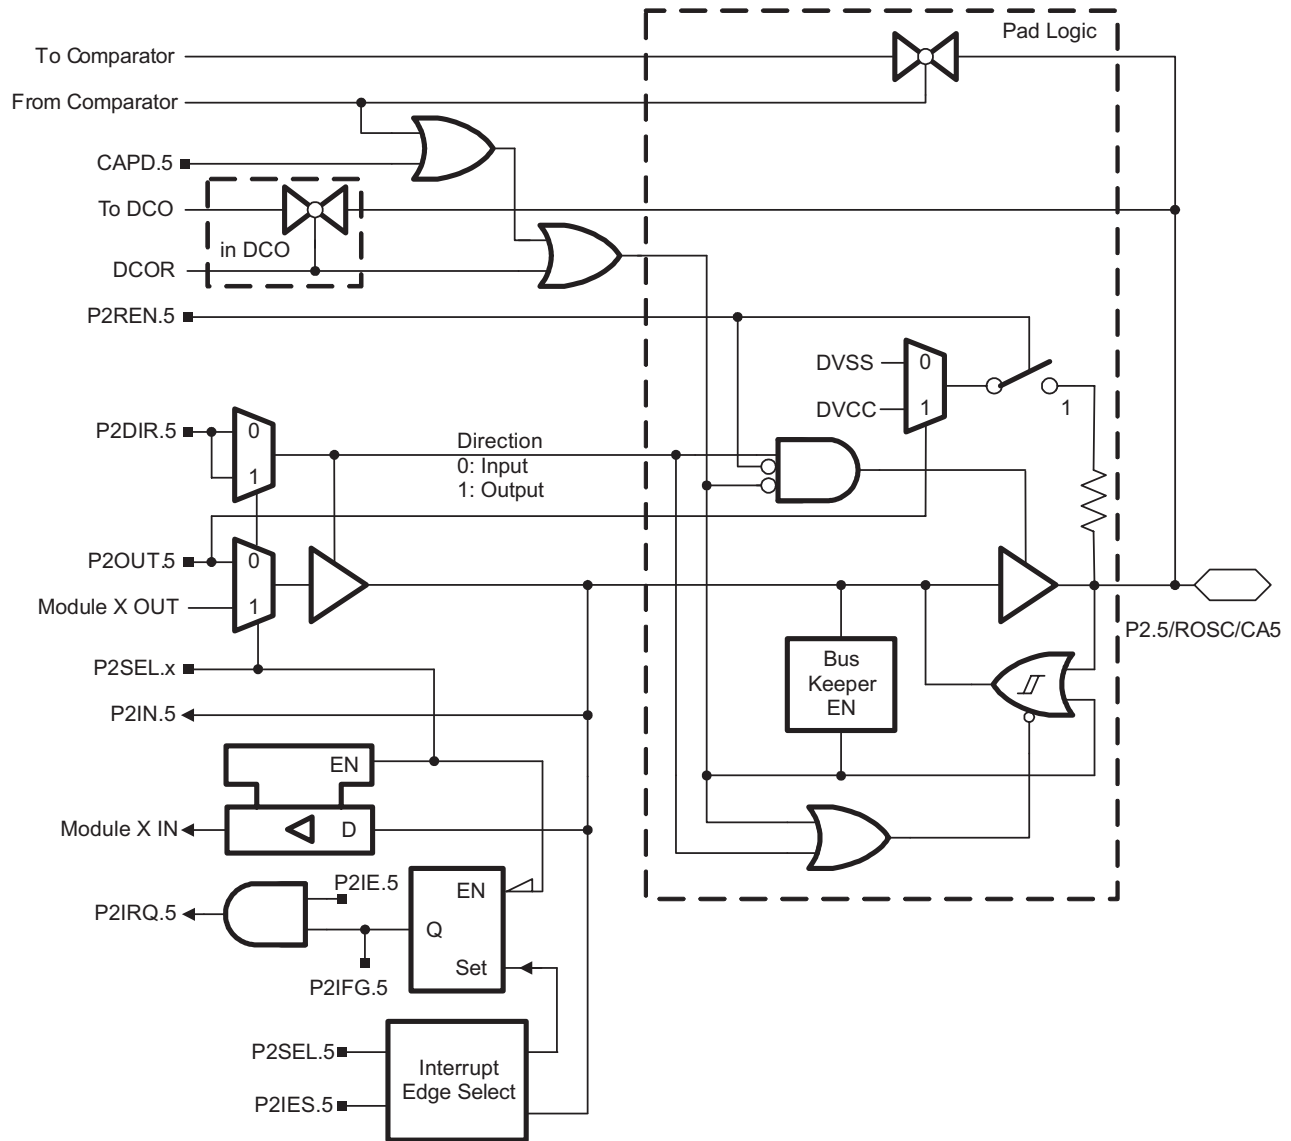 Pad Logic
To Comparator
From Comparator
CAPD.5
To DCO
in DCO
DCOR
P2REN.5
DVSS
0
DVCC
1
1
P2DIR.5
0
1
Direction
0: Input
1: Output
P2OUT.5
0
Module X OUT
1
P2.5/ROSC/CA5
P2SEL.x
Bus
Keeper
EN
P2IN.5
EN
Module X IN
D
P2IE.5
EN
P2IRQ.5
Q
Set
P2IFG.5
P2SEL.5
Interrupt
Edge Select
P2IES.5